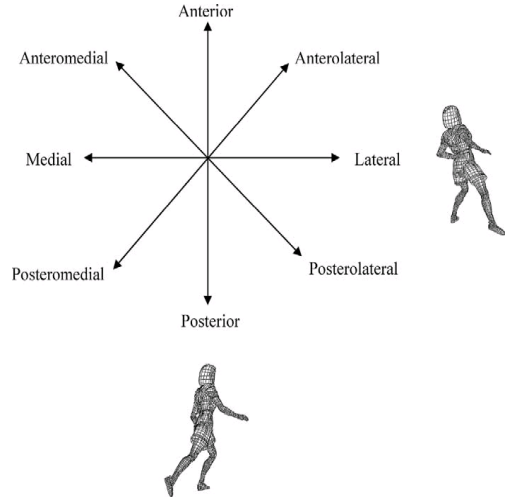 Anterior
Anteromedial
Anterolateral
Medial
Lateral
Posteromedial
Posterolateral
Posterior